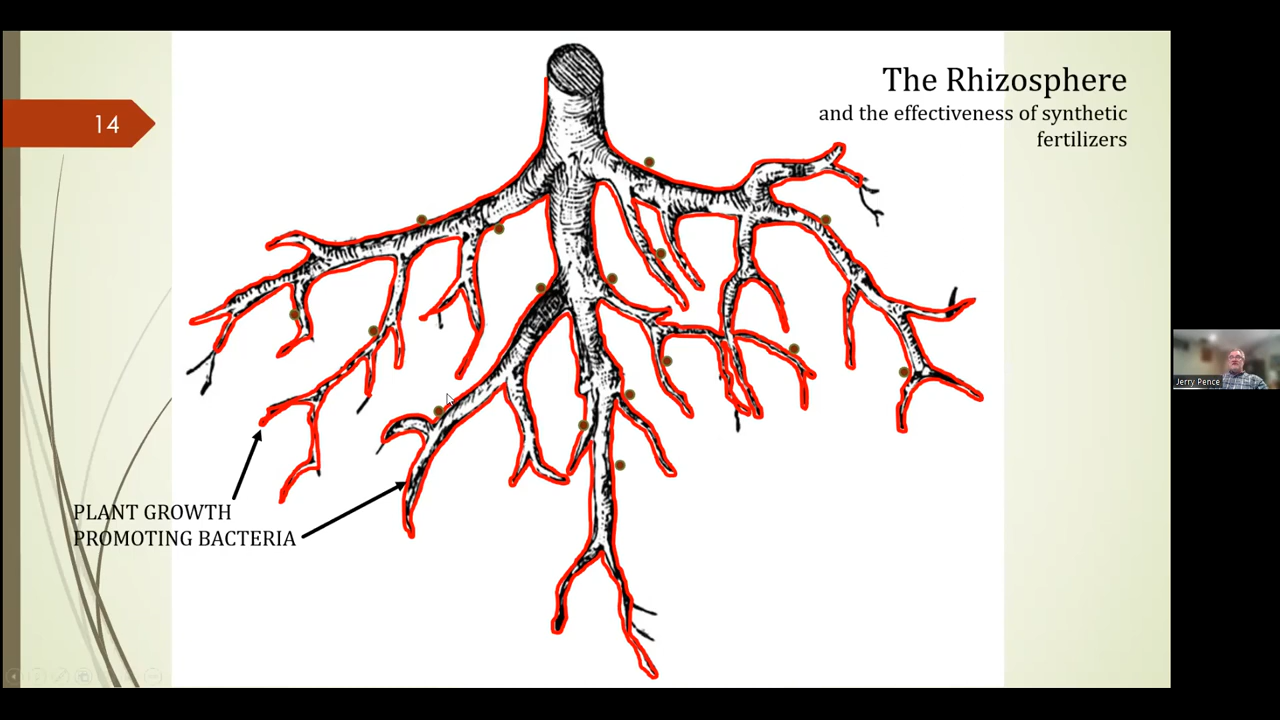 14
The Rhizosphere
and the effectiveness of synthetic
fertilizers
PLANT GROWTH
PROMOTING BACTERIA
Jerry Pence